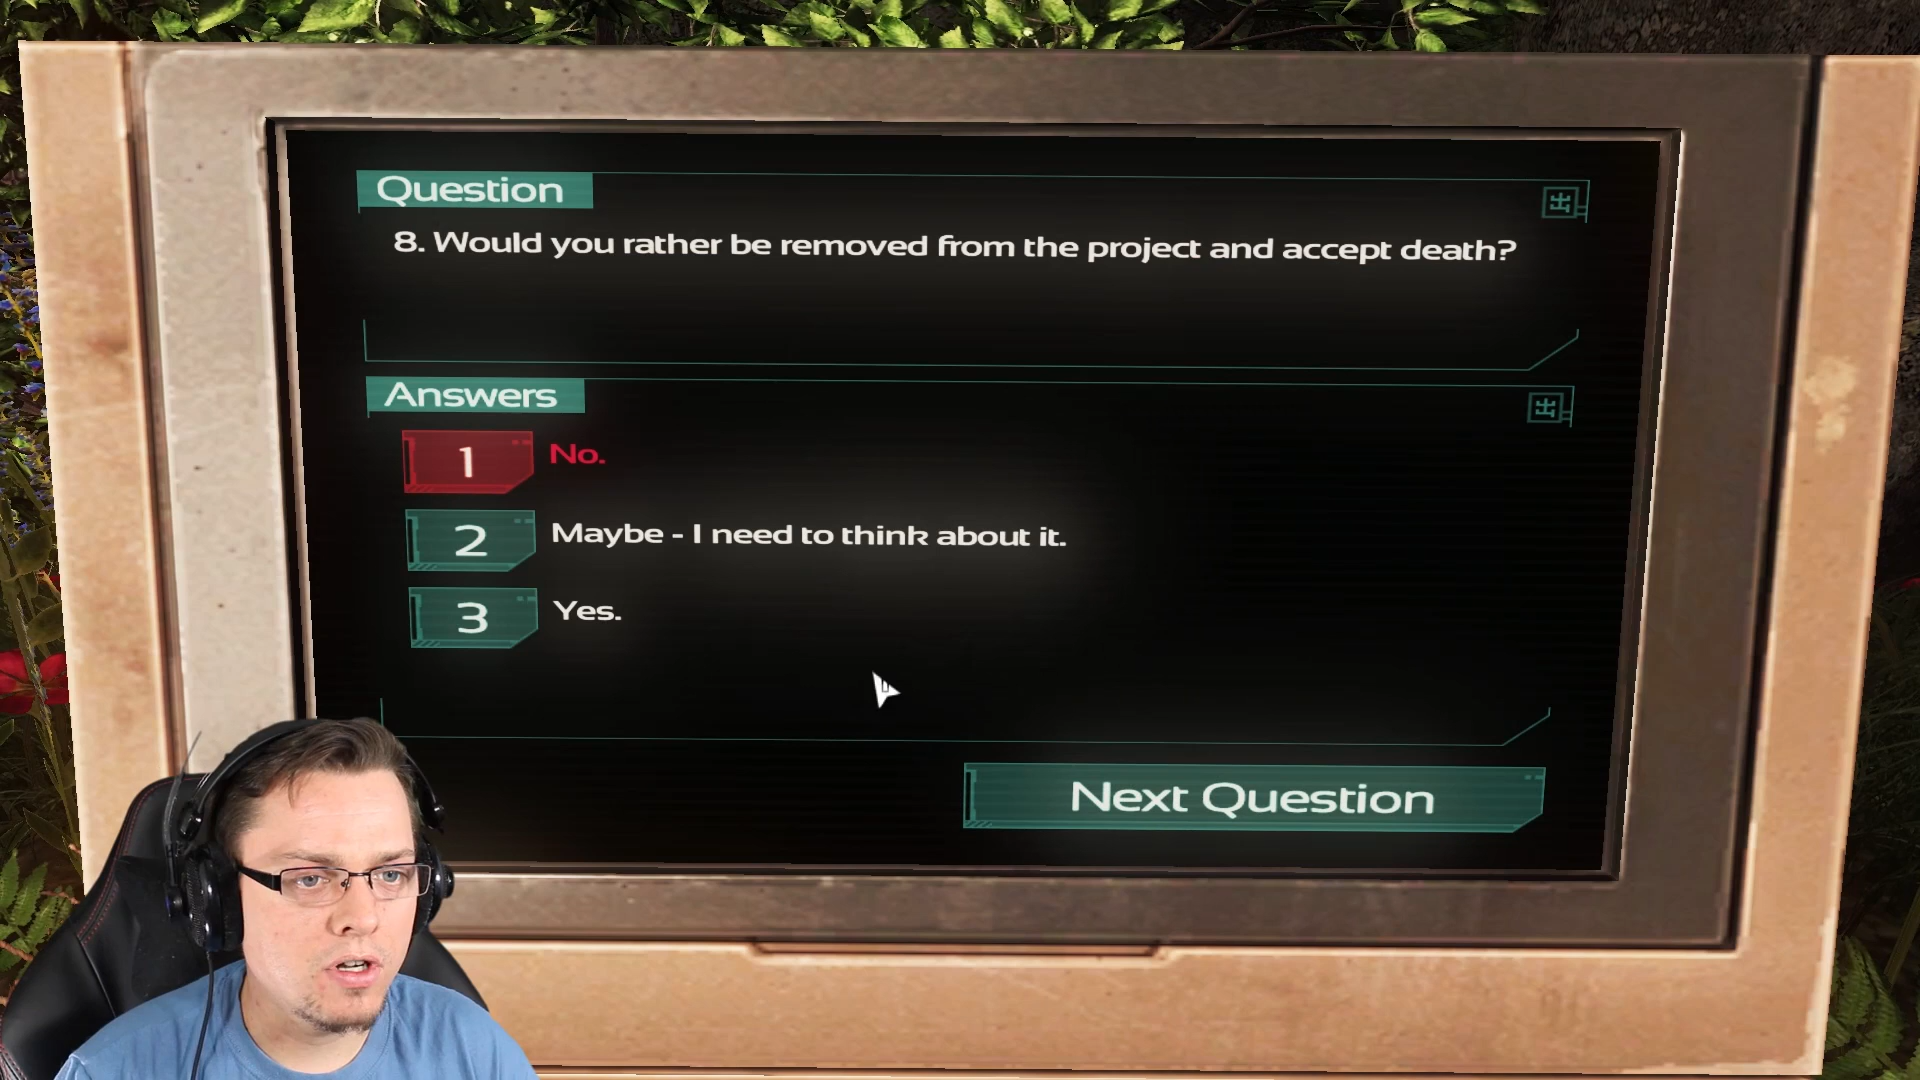 Question
8. Would you rather be removed from the project and accept death?
Answers
1 No.
2 Maybe - I need to think about it.
3 Yes.
Next Question